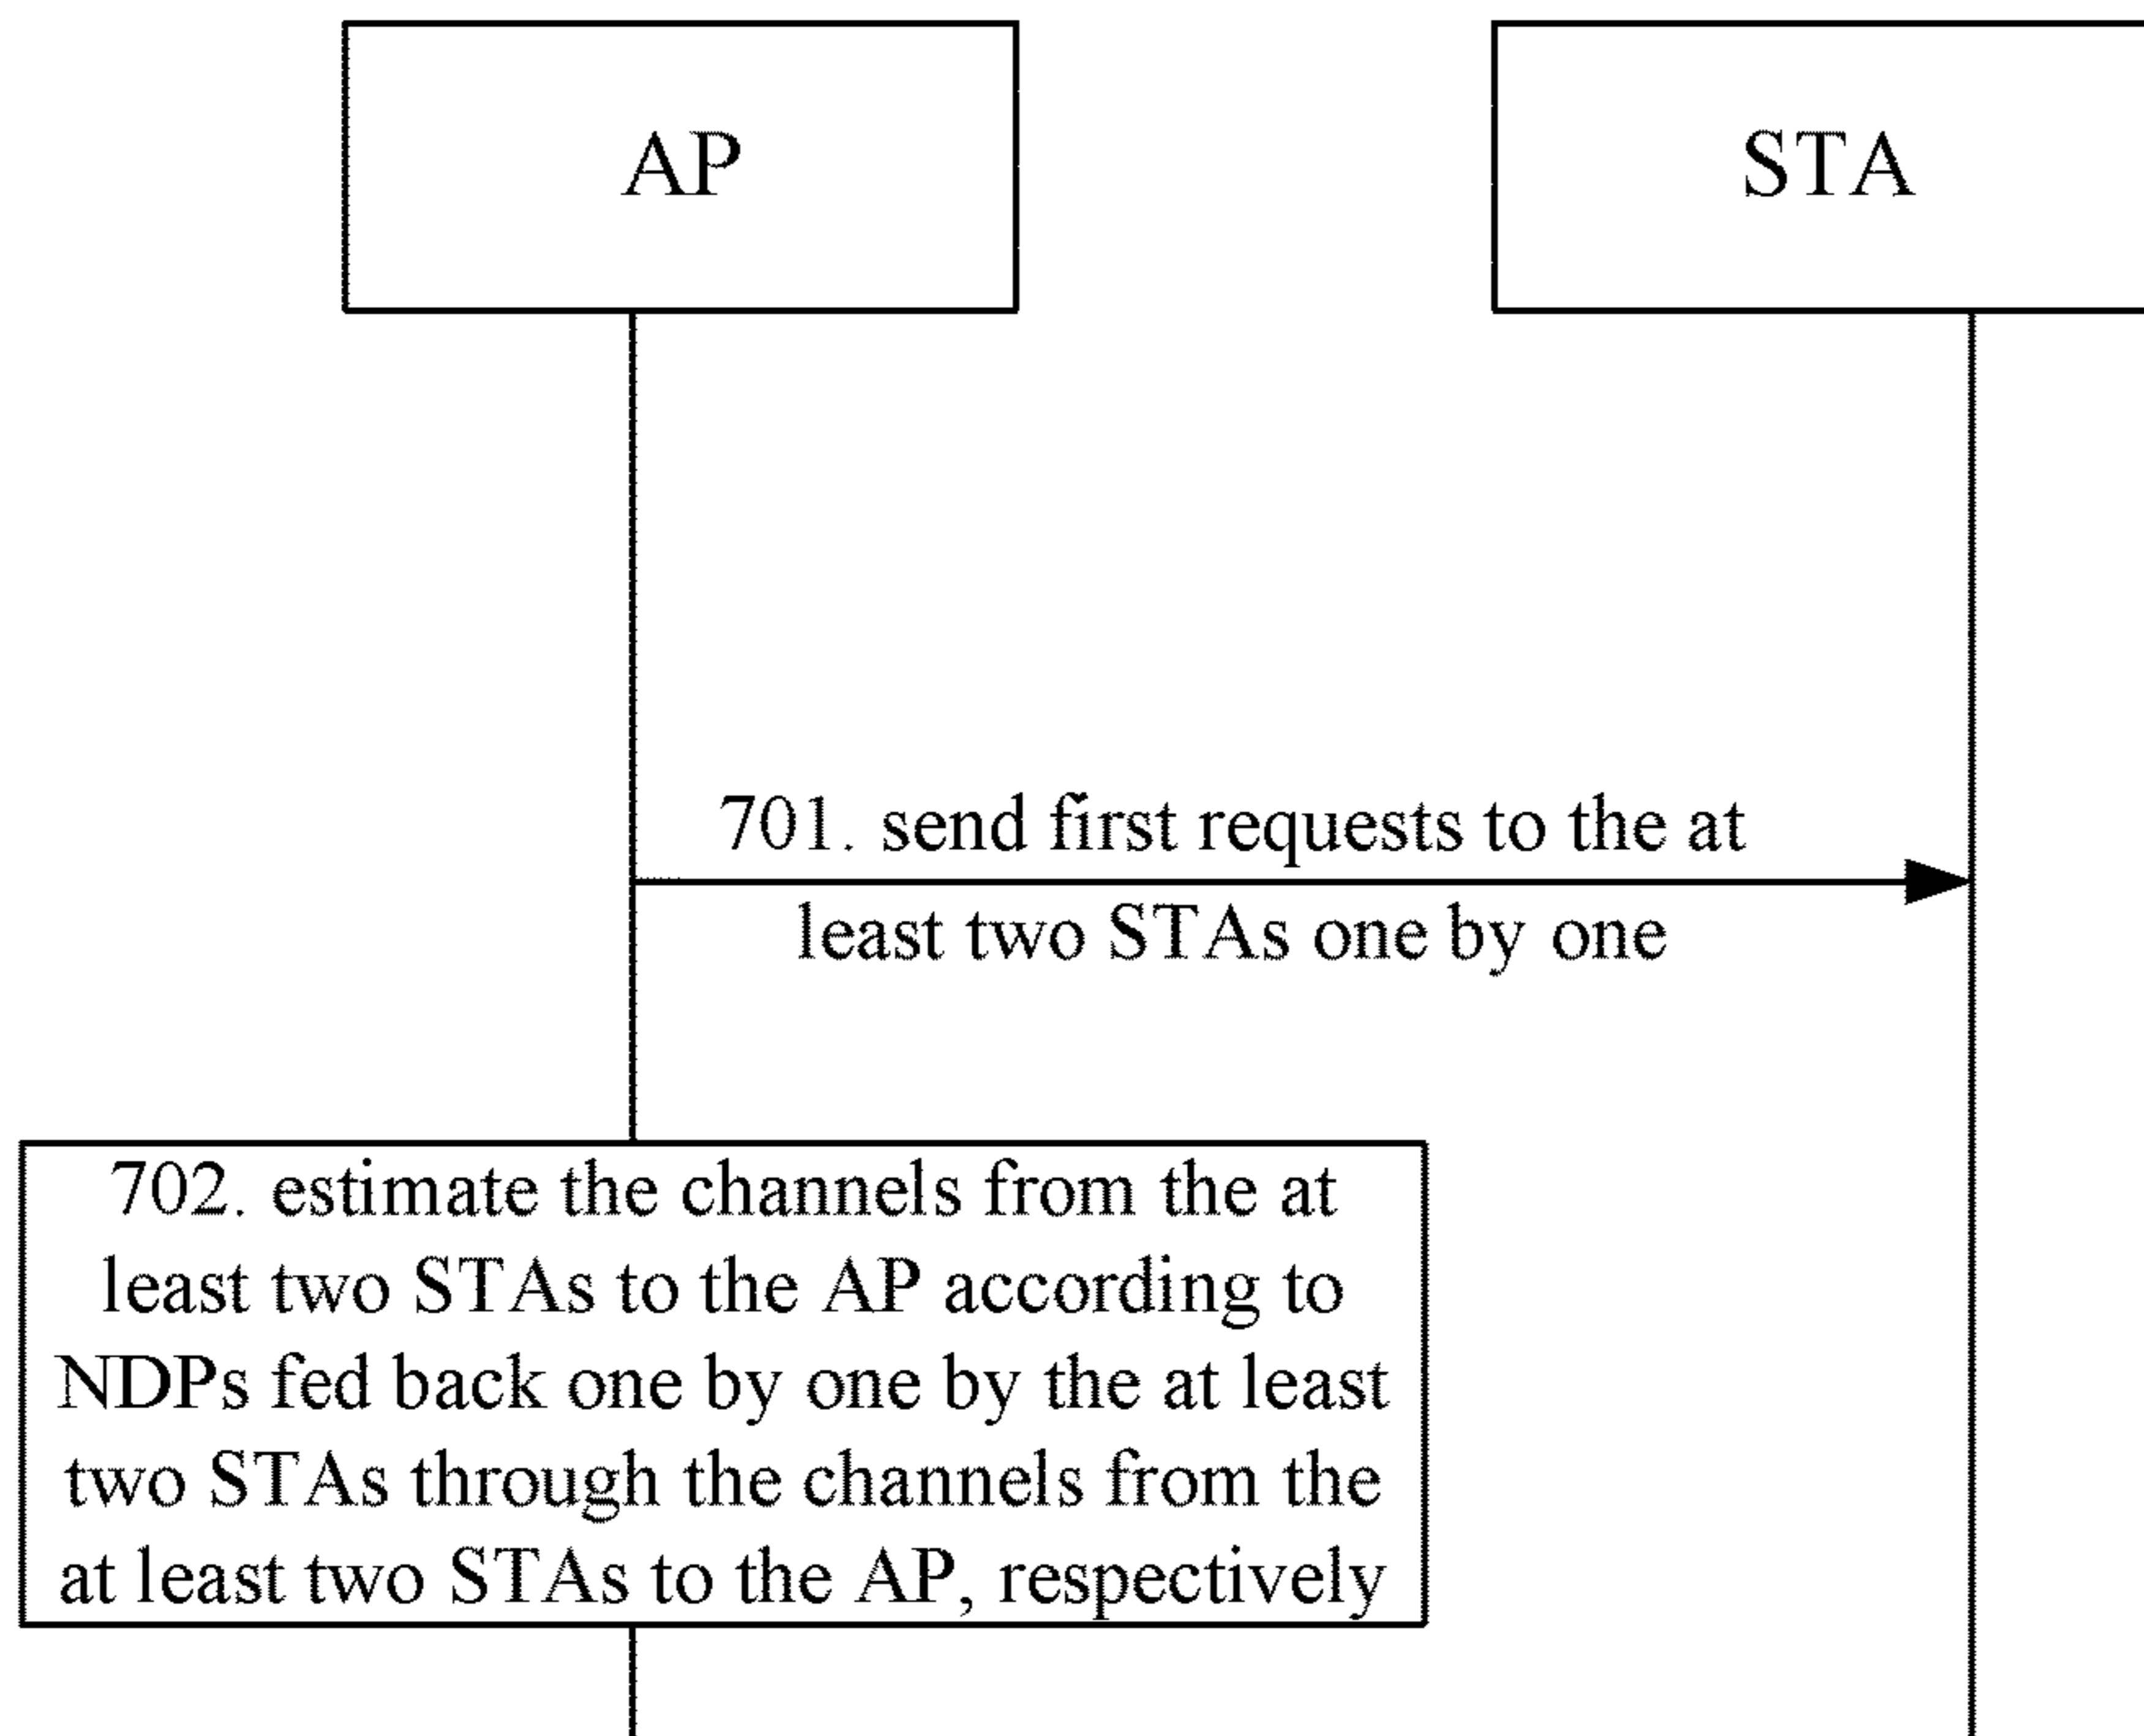 AP
STA
701. send first requests to the at
least two STAs one by one
702. estimate the channels from the at
least two STAs to the AP according to
NDPs fed back one by one by the at least
two STAs through the channels from the
at least two STAs to the AP, respectively